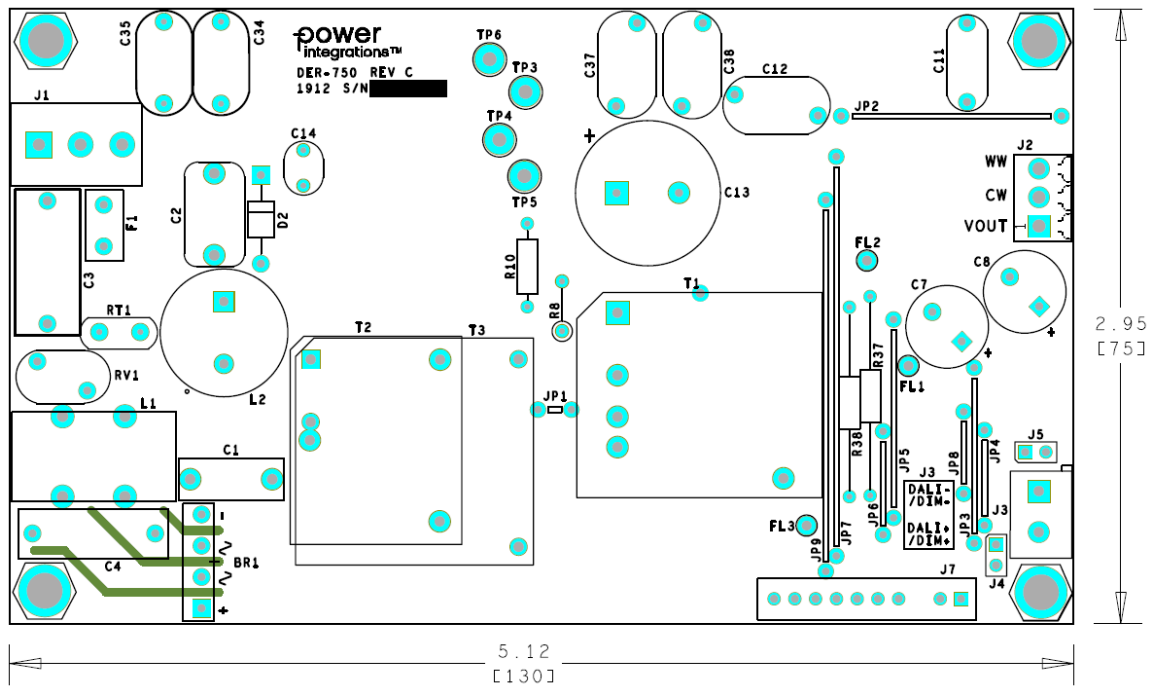 C35
C34
power
integrations™
DER-750 REV C
1912 S/N
TP6
TP3
TP4
TP5
C37
C38
C12
C11
JP2
J1
C14
+
C13
J2
WW
CW
VOUT 1
C2
D2
F1
C3
R10
FL2
C8
C7
+
+
RT1
R8
T1
T2
T3
R37
FL1
RV1
L2
JP1
L1
R38
C1
J5
JP5
JP8
JP4
J3
DALI-
/DIM-
DALI+
/DIM+
JP6
JP3
J3
FL3
JP9
JP7
J4
C4
-
~
BR1
~
+
J7
2.95
[75]
5.12
[130]